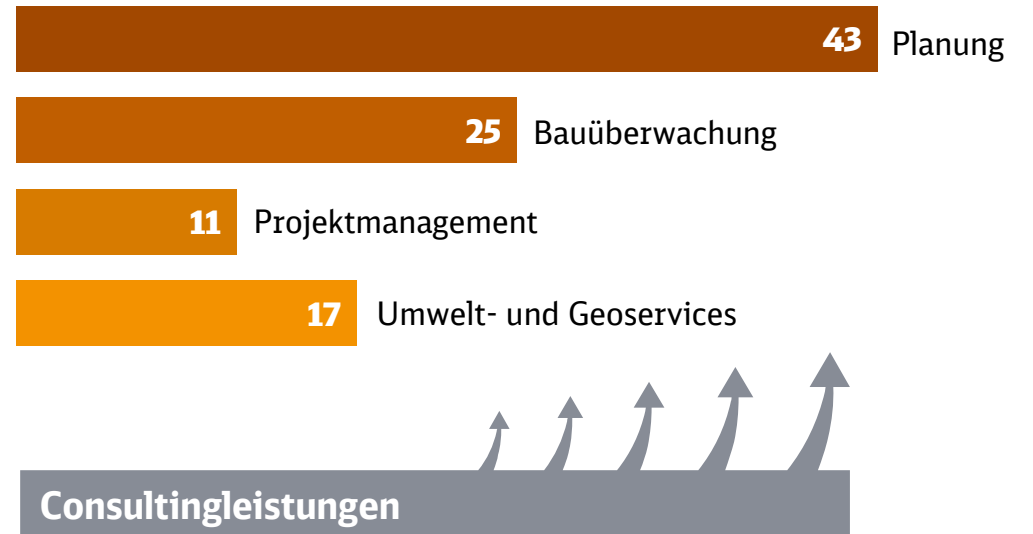 43 Planung
25 Bauüberwachung
11 Projektmanagement
17 Umwelt- und Geoservices
Consultingleistungen